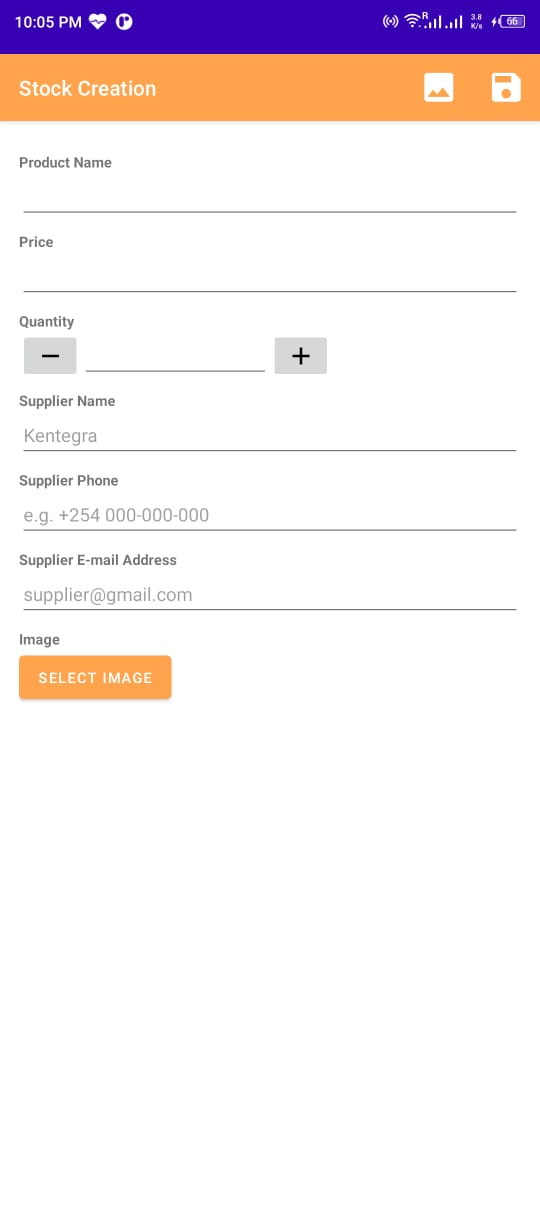 10:05 PM R 3.8 K/s 66
Stock Creation
Product Name
Price
Quantity
− +
Supplier Name
Kentegra
Supplier Phone
e.g. +254 000-000-000
Supplier E-mail Address
supplier@gmail.com
Image
SELECT IMAGE